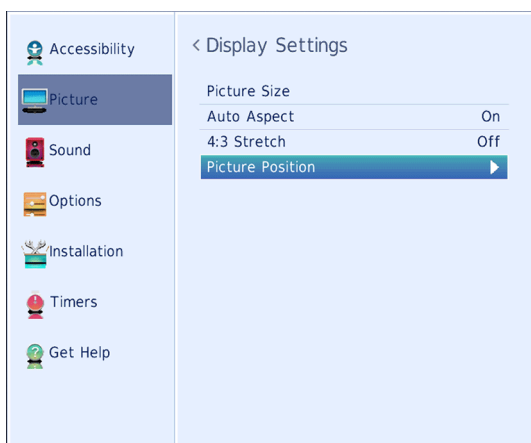 Accessibility
Picture
Sound
Options
Installation
Timers
Get Help
< Display Settings
Picture Size
Auto Aspect On
4:3 Stretch Off
Picture Position